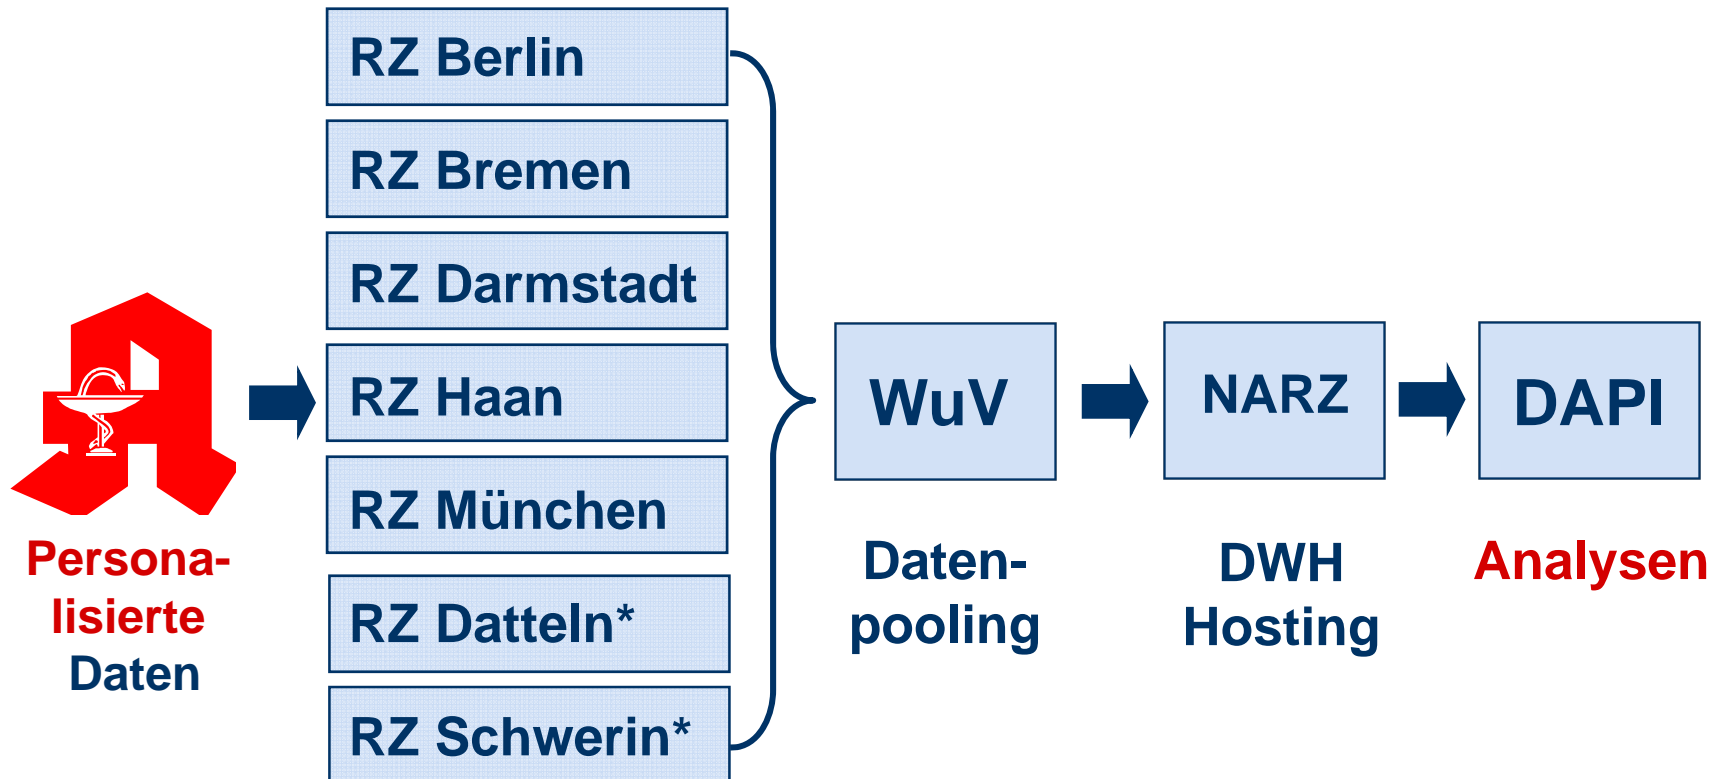 RZ Berlin
RZ Bremen
RZ Darmstadt
RZ Haan
RZ München
RZ Datteln*
RZ Schwerin*
Persona-
lisierte
Daten
WuV
Daten-
pooling
NARZ
DWH
Hosting
DAPI
Analysen